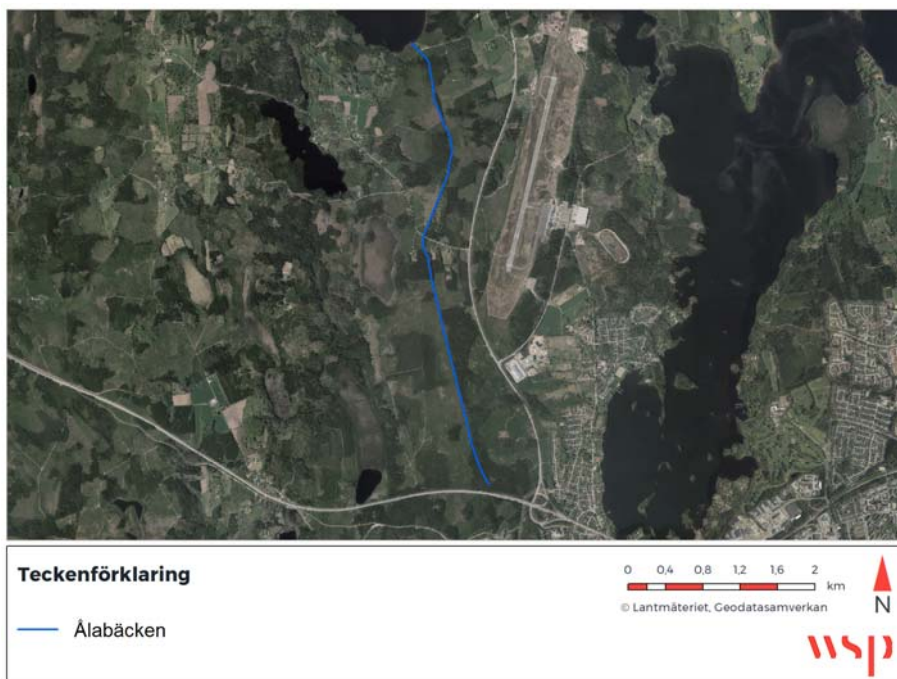 Teckenförklaring
Ålabäcken
0 0,4 0,8 1,2 1,6 2
km
© Lantmäteriet, Geodatasamverkan
N
wsp